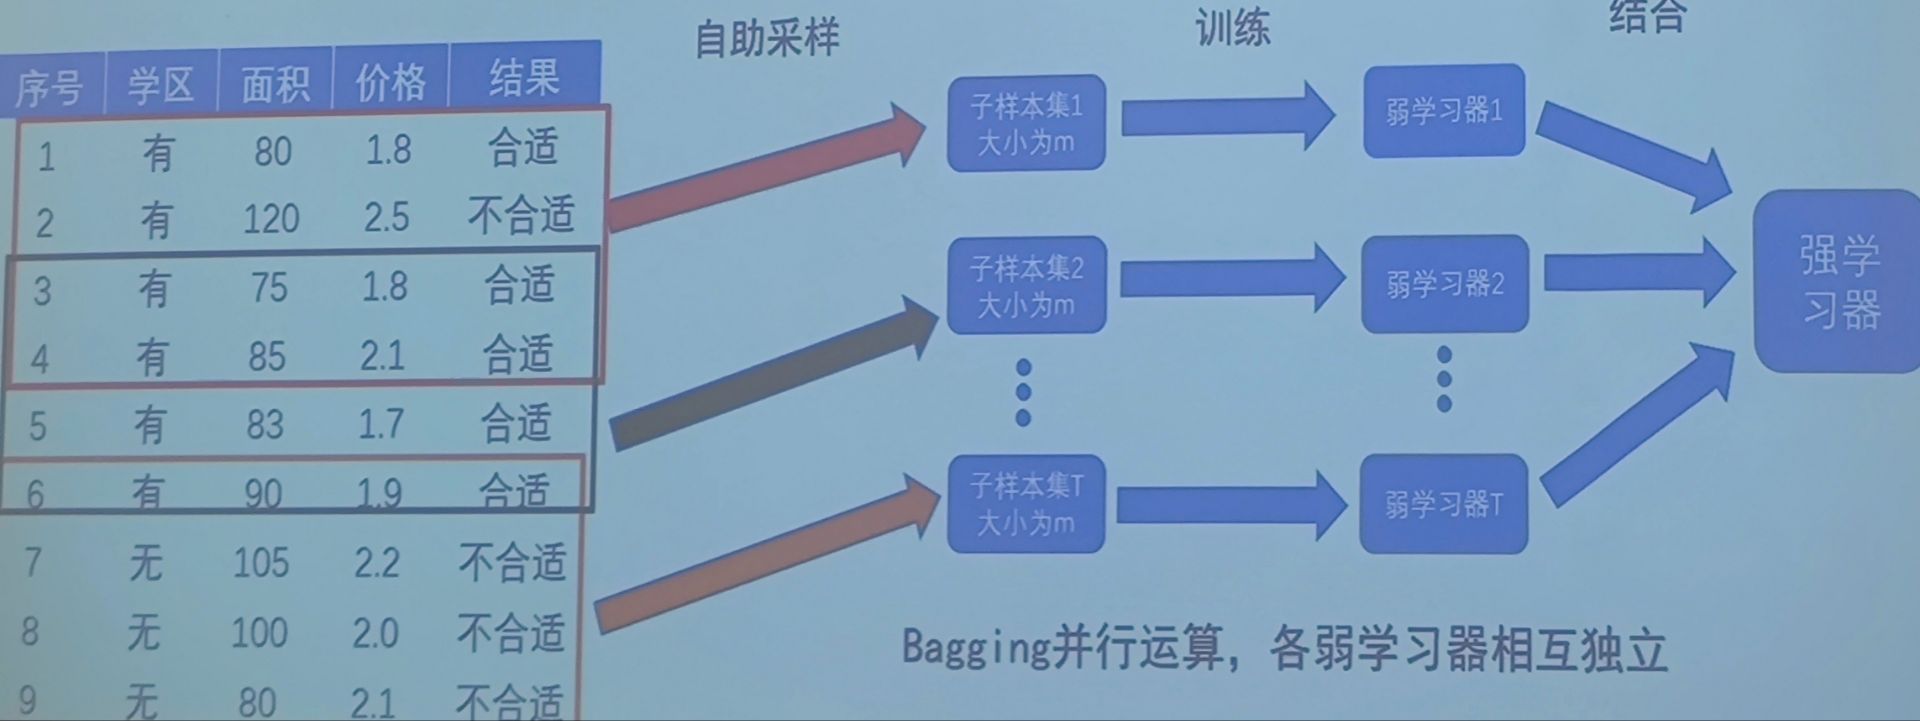 自助采样 训练 结合
序号 学区 面积 价格 结果
1 有 80 1.8 合适
2 有 120 2.5 不合适
3 有 75 1.8 合适
4 有 85 2.1 合适
5 有 83 1.7 合适
6 有 90 1.9 合适
7 无 105 2.2 不合适
8 无 100 2.0 不合适
9 无 80 2.1 不合适
子样本集1
大小为m
弱学习器1
子样本集2
大小为m
弱学习器2
子样本集T
大小为m
弱学习器T
强学
习器
Bagging并行运算，各弱学习器相互独立